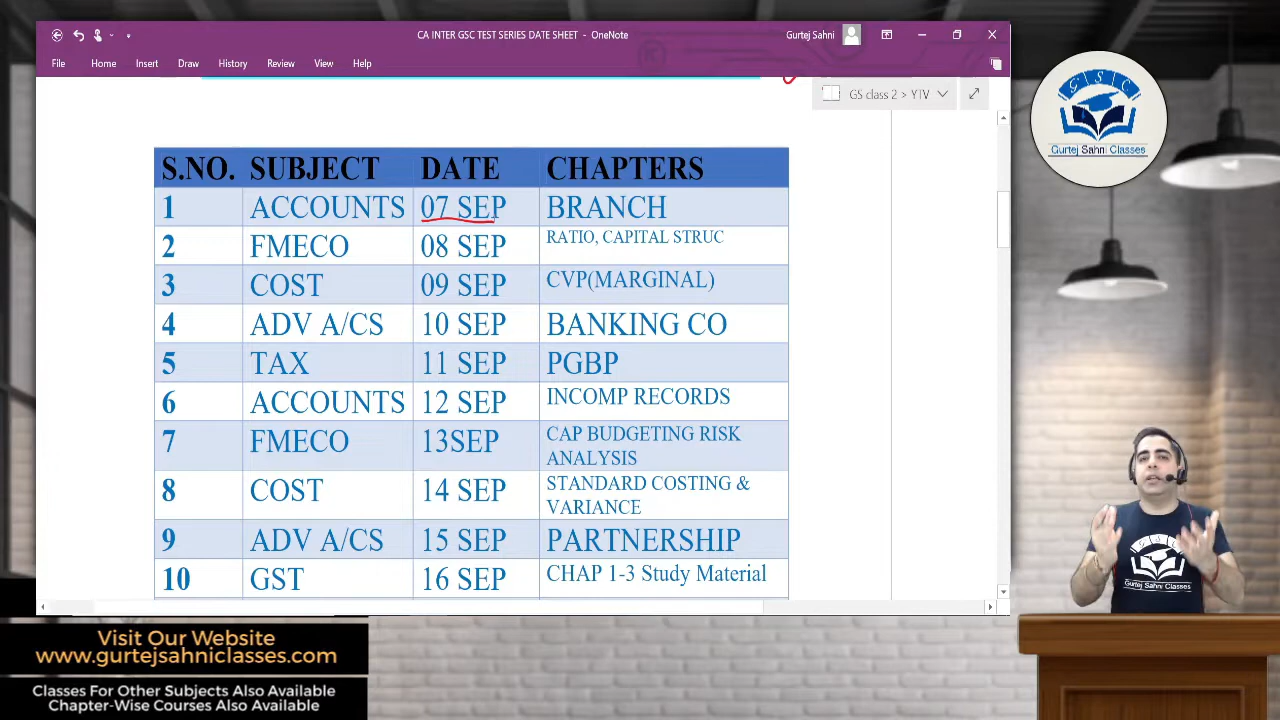 CA INTER GSC TEST SERIES DATE SHEET - OneNote
Gurtej Sahni
File Home Insert Draw History Review View Help
GS class 2 > YIV
S.NO. SUBJECT DATE CHAPTERS
1 ACCOUNTS 07 SEP BRANCH
2 FMECO 08 SEP RATIO, CAPITAL STRUC
3 COST 09 SEP CVP(MARGINAL)
4 ADV A/CS 10 SEP BANKING CO
5 TAX 11 SEP PGBP
6 ACCOUNTS 12 SEP INCOMP RECORDS
7 FMECO 13SEP CAP BUDGETING RISK
ANALYSIS
8 COST 14 SEP STANDARD COSTING &
VARIANCE
9 ADV A/CS 15 SEP PARTNERSHIP
10 GST 16 SEP CHAP 1-3 Study Material
GSC
Gurtej Sahni Classes
GSC
Gurtej Sahni Classes
Visit Our Website
www.gurtejsahniclasses.com
Classes For Other Subjects Also Available
Chapter-Wise Courses Also Available